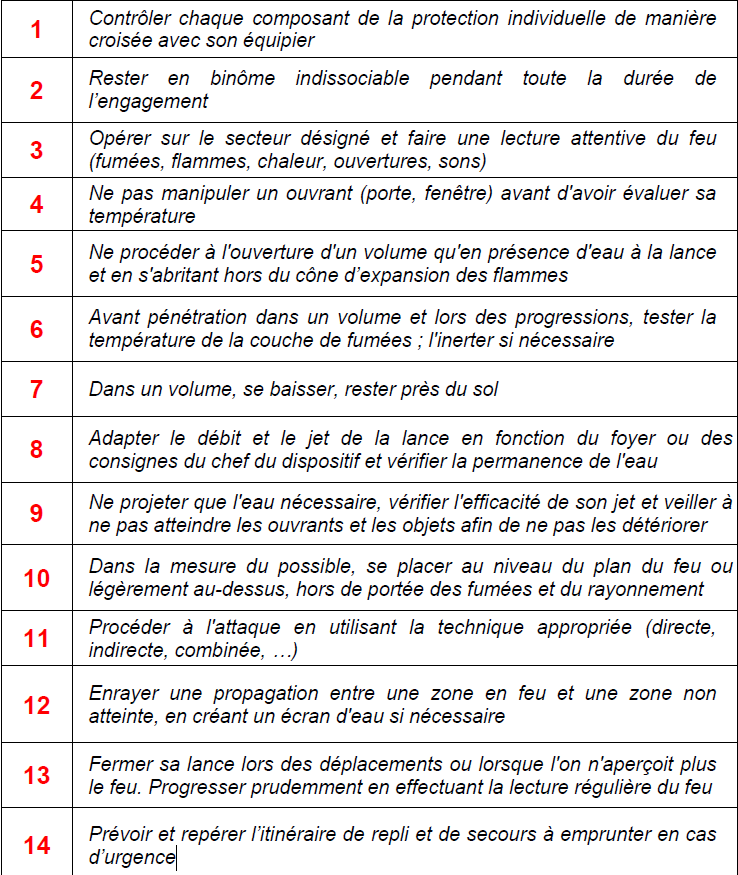 1 Contrôler chaque composant de la protection individuelle de manière
croisée avec son équipier
2 Rester en binôme indissociable pendant toute la durée de
l’engagement
3 Opérer sur le secteur désigné et faire une lecture attentive du feu
(fumées, flammes, chaleur, ouvertures, sons)
4 Ne pas manipuler un ouvrant (porte, fenêtre) avant d'avoir évaluer sa
température
5 Ne procéder à l'ouverture d'un volume qu'en présence d'eau à la lance
et en s'abritant hors du cône d’expansion des flammes
6 Avant pénétration dans un volume et lors des progressions, tester la
température de la couche de fumées ; l'inerter si nécessaire
7 Dans un volume, se baisser, rester près du sol
8 Adapter le débit et le jet de la lance en fonction du foyer ou des
consignes du chef du dispositif et vérifier la permanence de l'eau
9 Ne projeter que l'eau nécessaire, vérifier l'efficacité de son jet et veiller à
ne pas atteindre les ouvrants et les objets afin de ne pas les détériorer
10 Dans la mesure du possible, se placer au niveau du plan du feu ou
légèrement au-dessus, hors de portée des fumées et du rayonnement
11 Procéder à l'attaque en utilisant la technique appropriée (directe,
indirecte, combinée, …)
12 Enrayer une propagation entre une zone en feu et une zone non
atteinte, en créant un écran d'eau si nécessaire
13 Fermer sa lance lors des déplacements ou lorsque l'on n'aperçoit plus
le feu. Progresser prudemment en effectuant la lecture régulière du feu
14 Prévoir et repérer l’itinéraire de repli et de secours à emprunter en cas
d’urgence